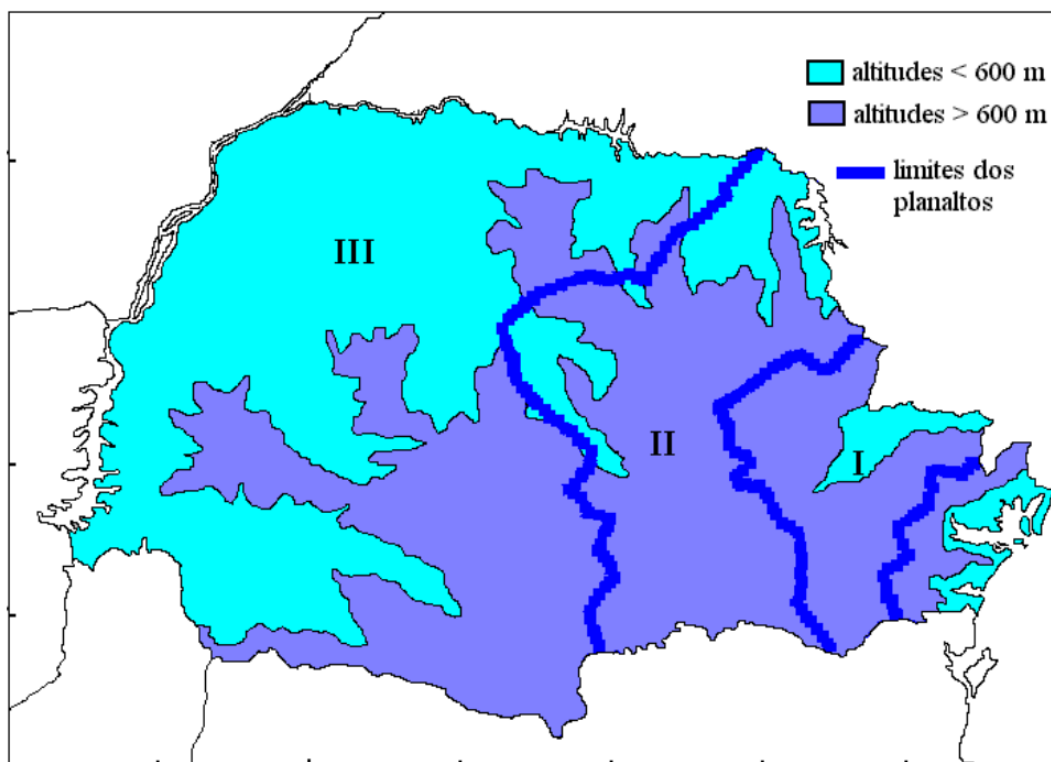 altitudes < 600 m
altitudes > 600 m
limites dos
planaltos
III
II
I